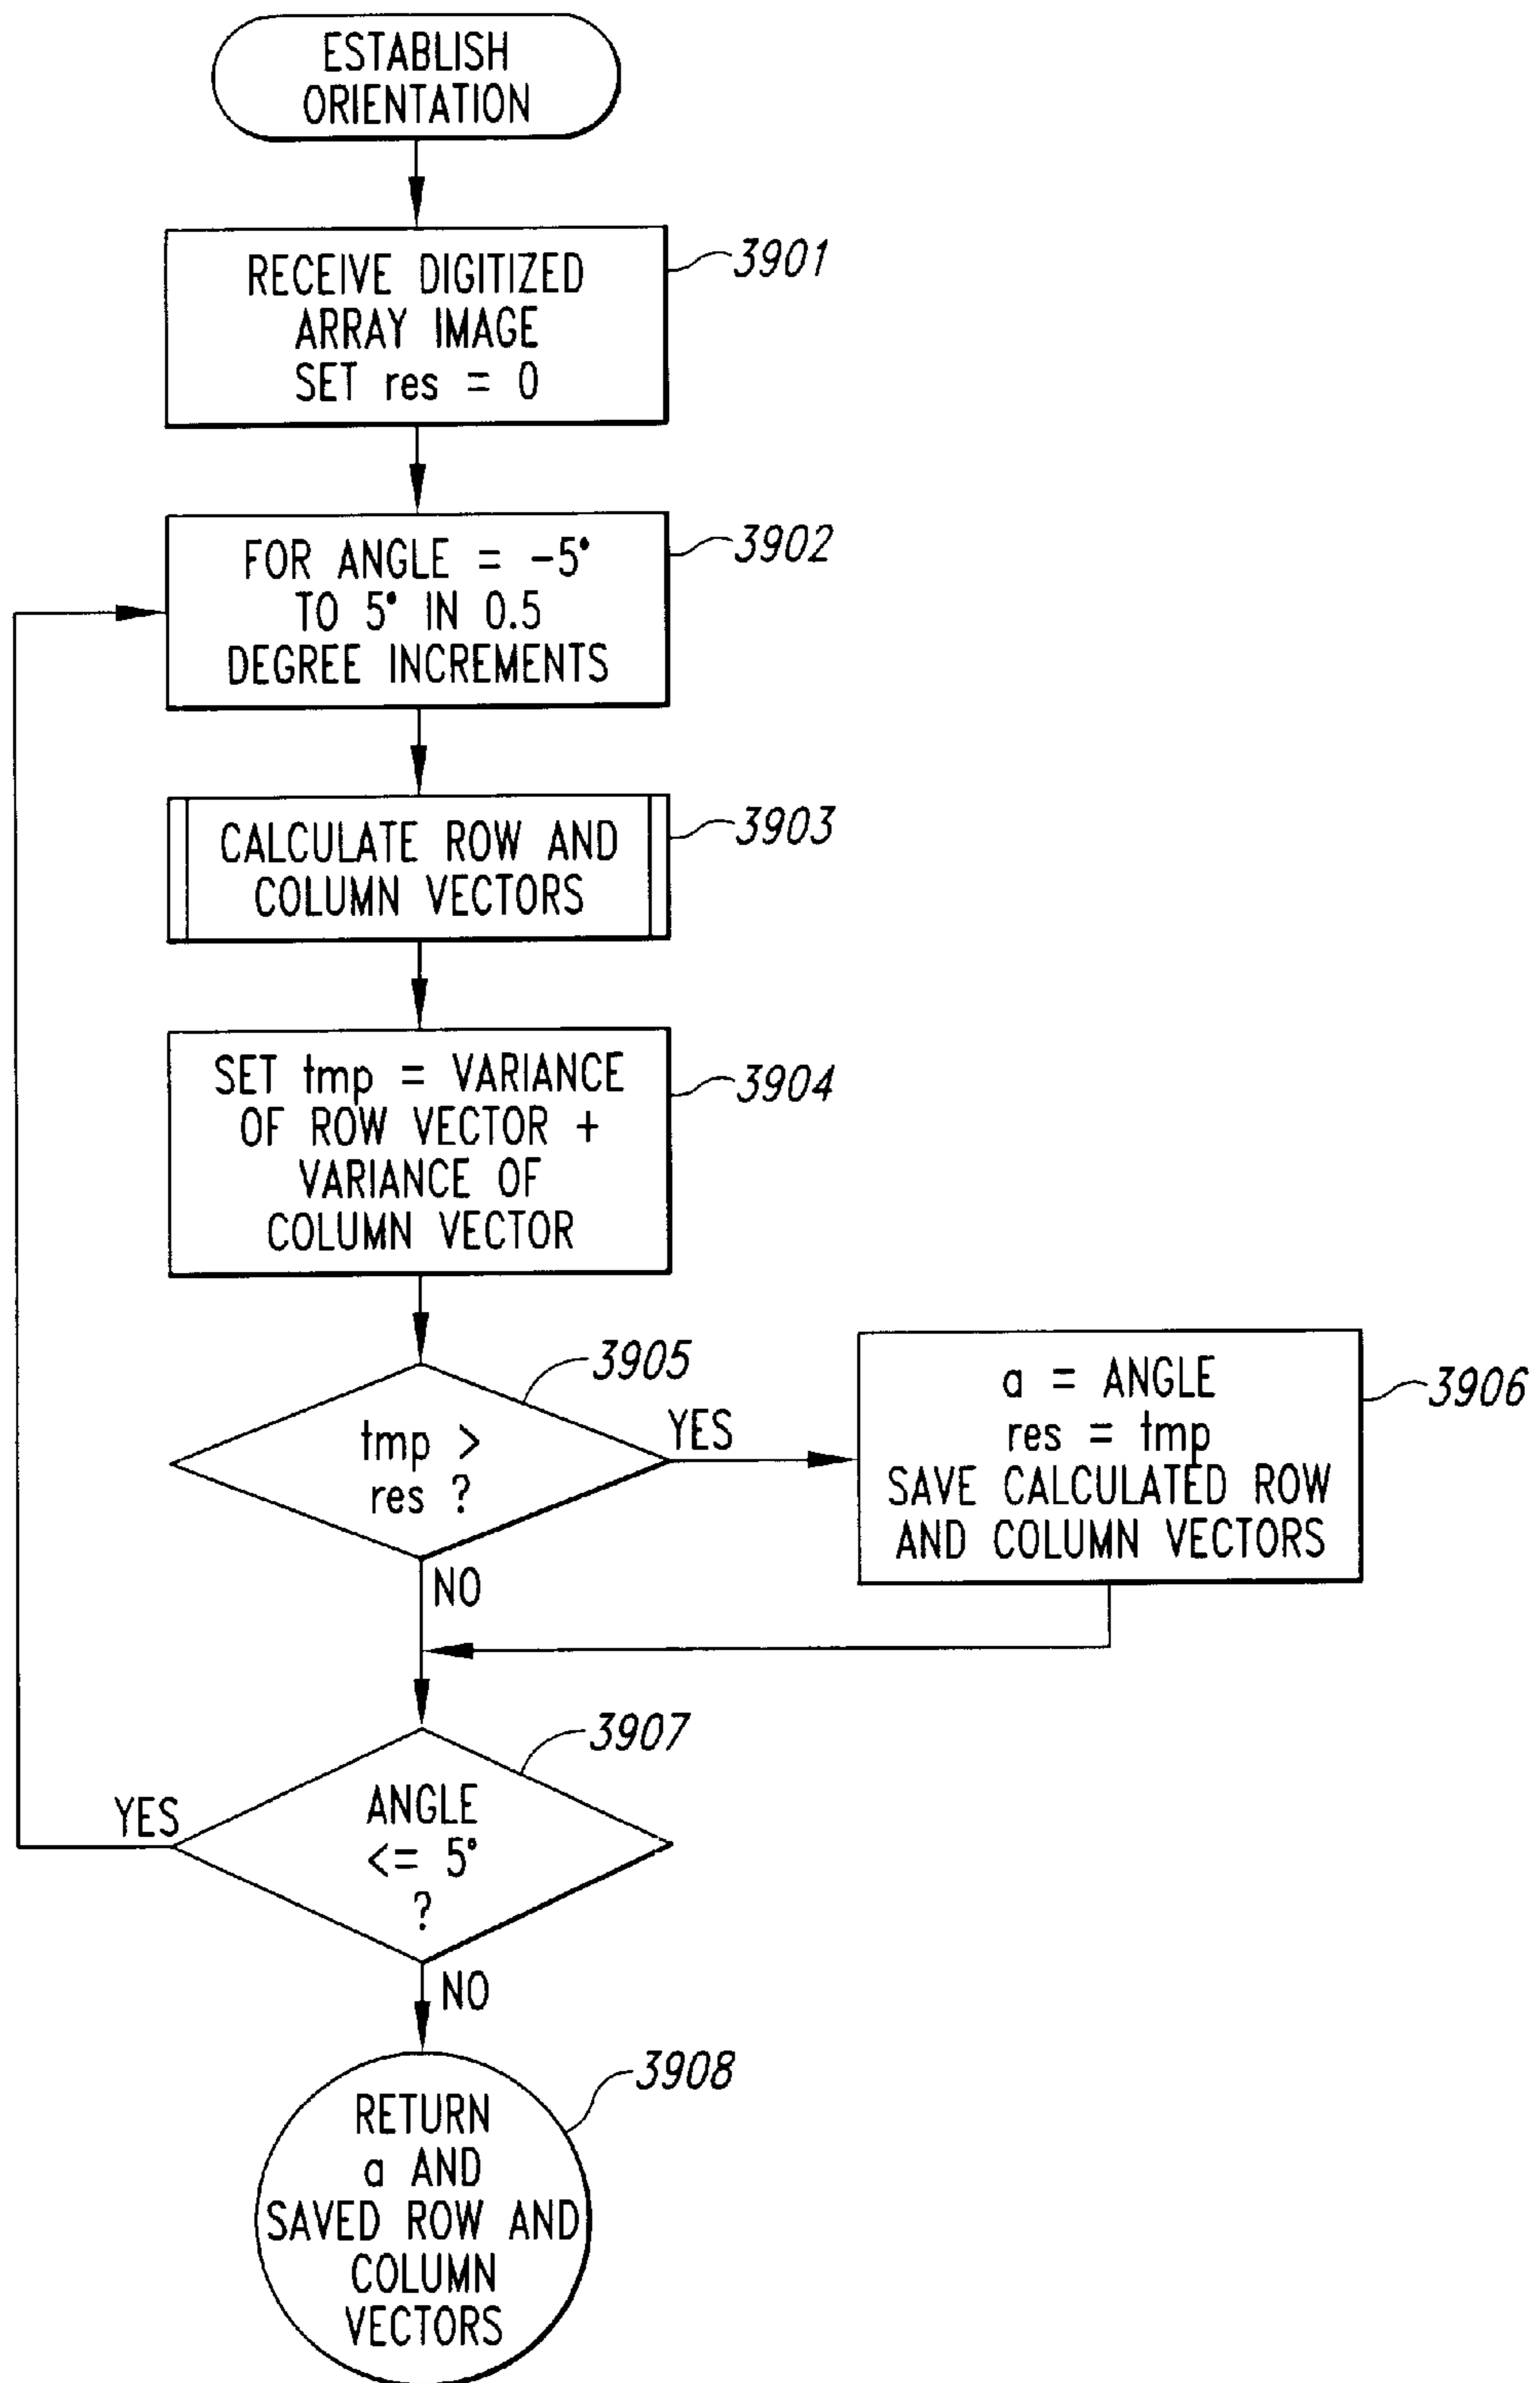 ESTABLISH
ORIENTATION
RECEIVE DIGITIZED
ARRAY IMAGE
SET res = 0
3901
FOR ANGLE = -5°
TO 5° IN 0.5
DEGREE INCREMENTS
3902
CALCULATE ROW AND
COLUMN VECTORS
3903
SET tmp = VARIANCE
OF ROW VECTOR +
VARIANCE OF
COLUMN VECTOR
3904
tmp >
res ?
3905
YES
NO
a = ANGLE
res = tmp
SAVE CALCULATED ROW
AND COLUMN VECTORS
3906
ANGLE
<= 5°
?
3907
YES
NO
RETURN
a AND
SAVED ROW AND
COLUMN
VECTORS
3908